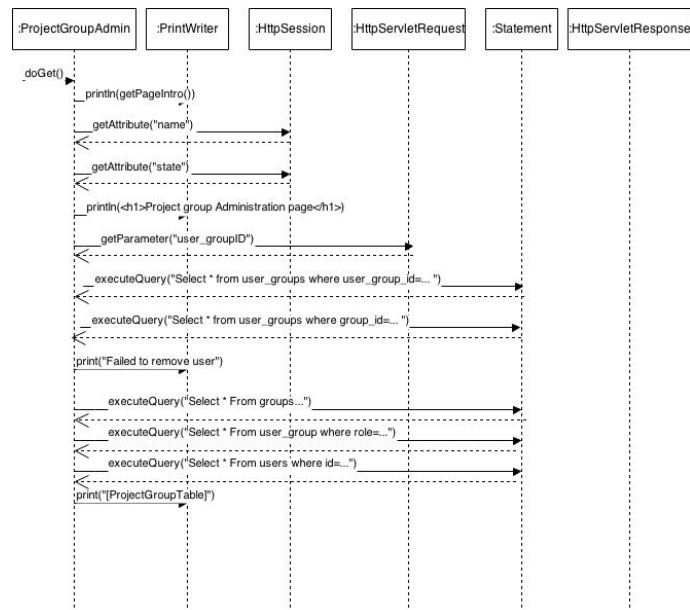 :ProjectGroupAdmin :PrintWriter :HttpSession :HttpServletRequest :Statement :HttpServletResponse
doGet()
println(getPageIntro())
getAttribute("name")
getAttribute("state")
println(<h1>Project group Administration page</h1>)
getParameter("user_groupID")
executeQuery("Select * from user_groups where user_group_id=... ")
executeQuery("Select * from user_groups where group_id=... ")
print("Failed to remove user")
executeQuery("Select * From groups...")
executeQuery("Select * From user_group where role=...")
executeQuery("Select * From users where id=...")
print("[ProjectGroupTable]")